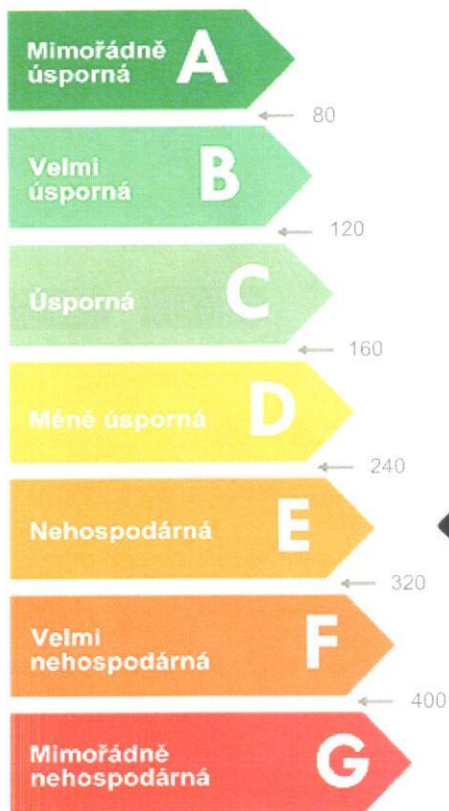 Mimořádně
úsporná
A
80
Velmi
úsporná
B
120
Úsporná
C
160
Méně úsporná
D
240
Nehospodárná
E
320
Velmi
nehospodárná
F
400
Mimořádně
nehospodárná
G